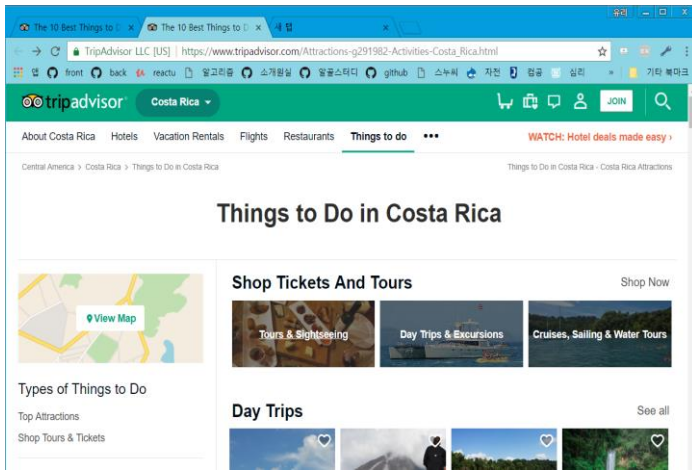 유리
The 10 Best Things to D × The 10 Best Things to D × 새 탭 ×
TripAdvisor LLC [US] | https://www.tripadvisor.com/Attractions-g291982-Activities-Costa_Rica.html
앱 front back reactu 알고리즘 소개원실 알골스터디 github 스누씨 사전 컴공 심리 » 기타 북마크
tripadvisor Costa Rica JOIN
About Costa Rica Hotels Vacation Rentals Flights Restaurants Things to do ••• WATCH: Hotel deals made easy ›
Central America > Costa Rica > Things to Do in Costa Rica Things to Do in Costa Rica - Costa Rica Attractions
Things to Do in Costa Rica
Shop Tickets And Tours Shop Now
View Map
Tours & Sightseeing Day Trips & Excursions Cruises, Sailing & Water Tours
Types of Things to Do
Top Attractions
Shop Tours & Tickets
Day Trips See all